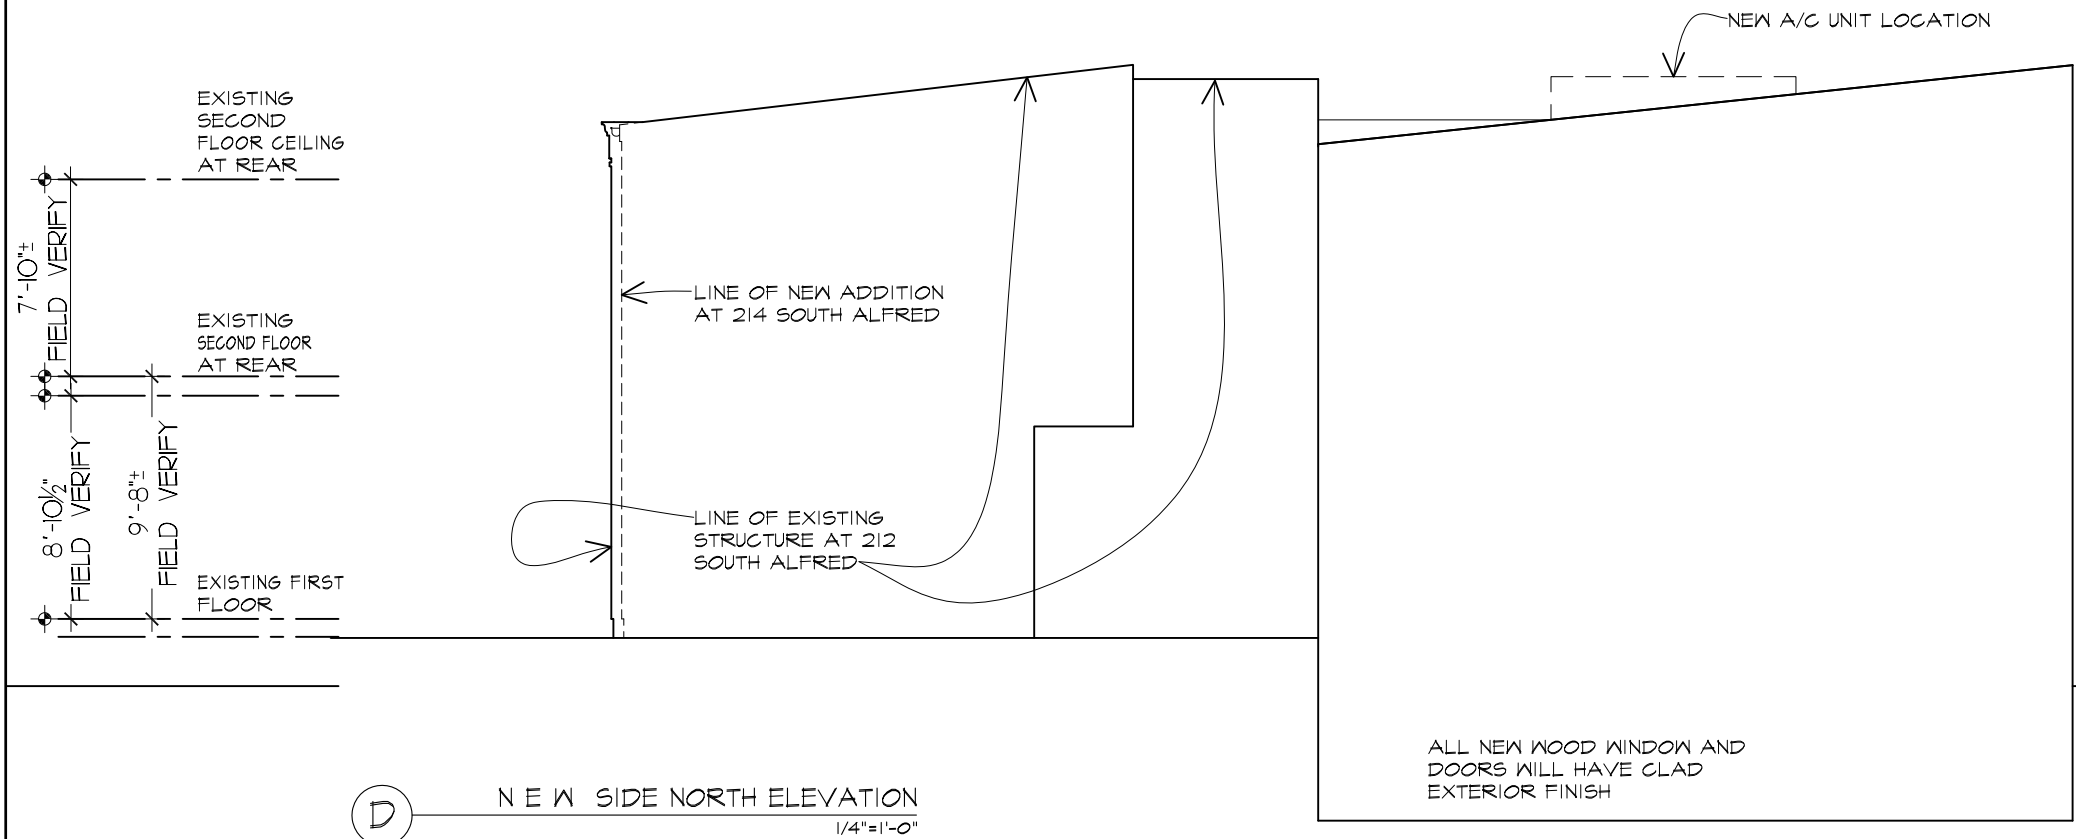 NEW A/C UNIT LOCATION
EXISTING
SECOND
FLOOR CEILING
AT REAR
7'-10"±
FIELD VERIFY
EXISTING
SECOND FLOOR
AT REAR
LINE OF NEW ADDITION
AT 214 SOUTH ALFRED
8'-10½"
FIELD VERIFY
9'-8"±
FIELD VERIFY
LINE OF EXISTING
STRUCTURE AT 212
SOUTH ALFRED
EXISTING FIRST
FLOOR
ALL NEW WOOD WINDOW AND
DOORS WILL HAVE CLAD
EXTERIOR FINISH
D
NEW SIDE NORTH ELEVATION
1/4"=1'-0"